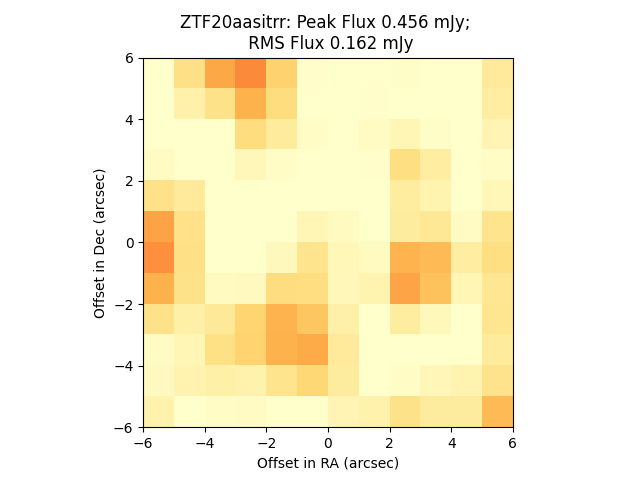 ZTF20aasitrr: Peak Flux 0.456 mJy;
RMS Flux 0.162 mJy
6
4
2
0
−2
−4
−6
Offset in Dec (arcsec)
−6 −4 −2 0 2 4 6
Offset in RA (arcsec)